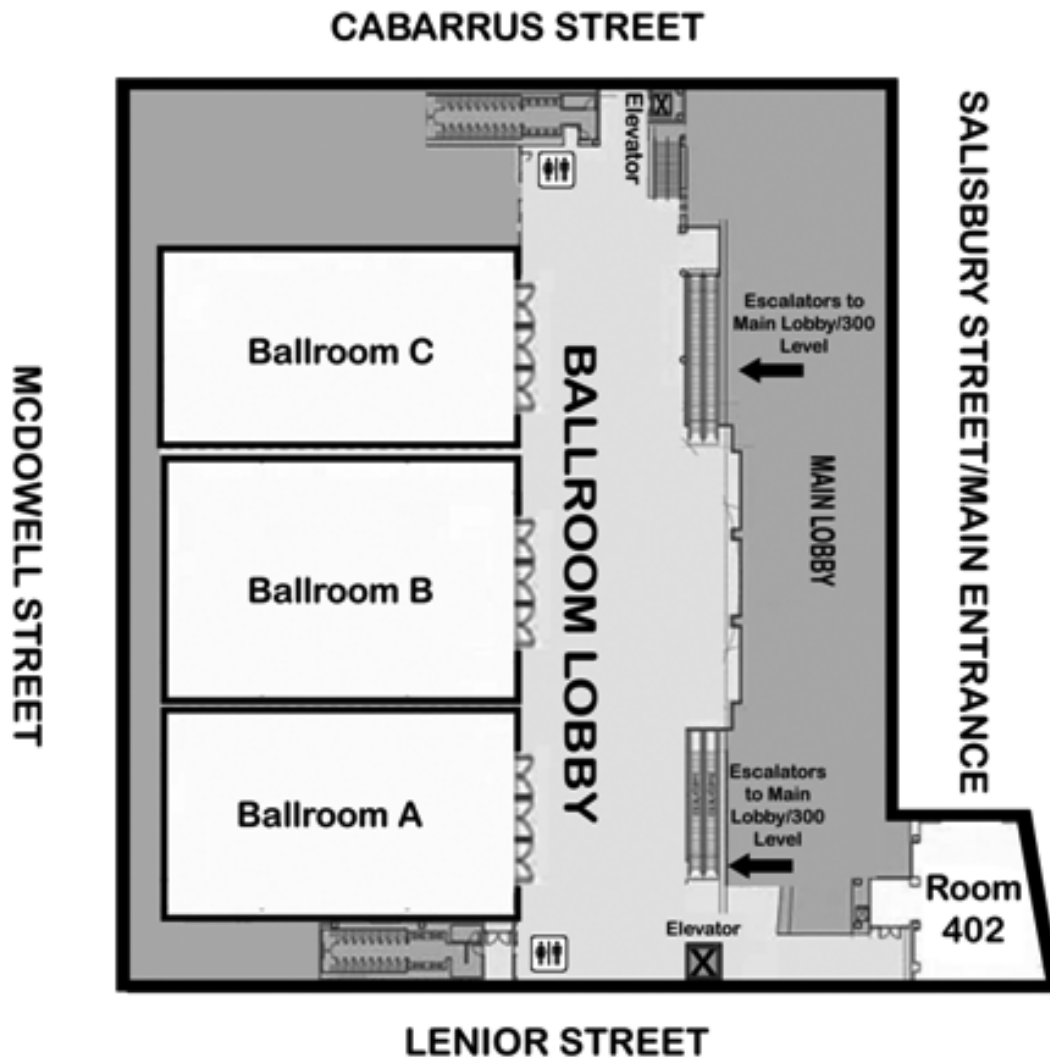 CABARRUS STREET
Elevator
SALISBURY STREET/MAIN ENTRANCE
Escalators to
Main Lobby/300
Level
Ballroom C
BALLROOM LOBBY
MCDOWELL STREET
MAIN LOBBY
Ballroom B
Escalators
to Main
Lobby/300
Level
Ballroom A
Room
402
Elevator
LENIOR STREET